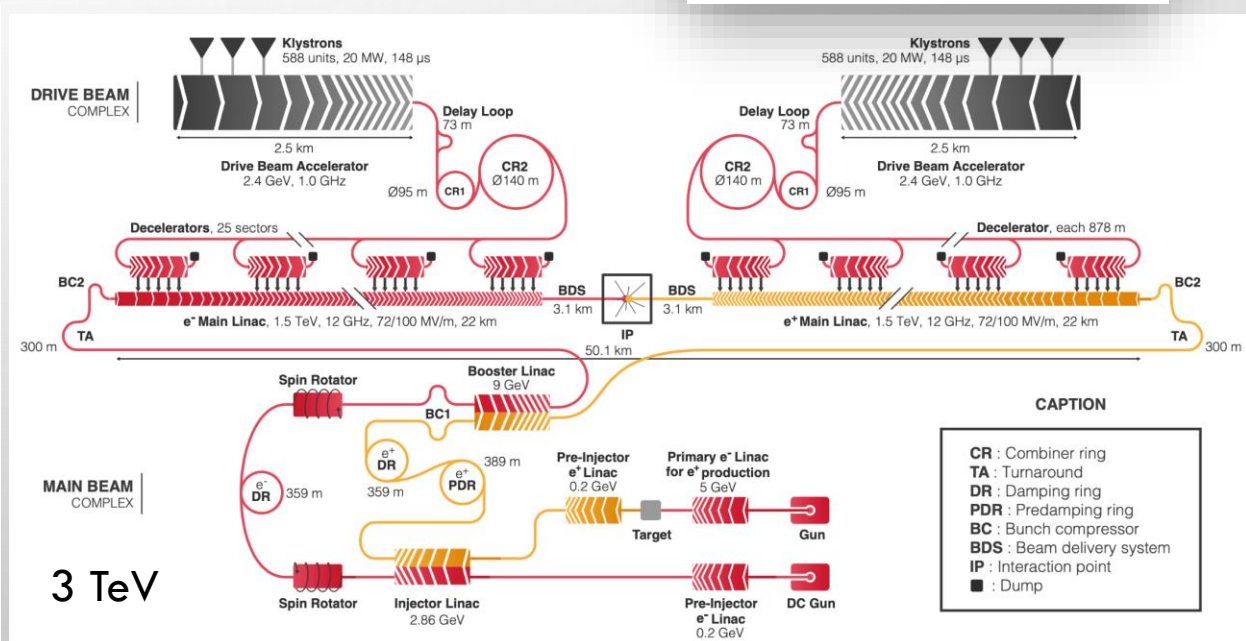 Klystrons
588 units, 20 MW, 148 µs
Klystrons
588 units, 20 MW, 148 µs
DRIVE BEAM
COMPLEX
Delay Loop
73 m
Delay Loop
73 m
2.5 km
2.5 km
Drive Beam Accelerator
2.4 GeV, 1.0 GHz
Drive Beam Accelerator
2.4 GeV, 1.0 GHz
CR2
Ø140 m
CR1
Ø95 m
CR2
Ø140 m
CR1
Ø95 m
Decelerators, 25 sectors
Decelerator, each 878 m
BC2
BDS
3.1 km
IP
BDS
3.1 km
BC2
e⁻ Main Linac, 1.5 TeV, 12 GHz, 72/100 MV/m, 22 km
e⁺ Main Linac, 1.5 TeV, 12 GHz, 72/100 MV/m, 22 km
TA
300 m
TA
300 m
50.1 km
Booster Linac
9 GeV
Spin Rotator
BC1
CAPTION
CR : Combiner ring
TA : Turnaround
DR : Damping ring
PDR : Predamping ring
BC : Bunch compressor
BDS : Beam delivery system
IP : Interaction point
: Dump
MAIN BEAM
COMPLEX
e⁻
DR
359 m
e⁺
DR
359 m
e⁺
PDR
389 m
Pre-Injector
e⁺ Linac
0.2 GeV
Primary e⁻ Linac
for e⁺ production
5 GeV
Target
Gun
3 TeV
Spin Rotator
Injector Linac
2.86 GeV
Pre-Injector
e⁻ Linac
0.2 GeV
DC Gun